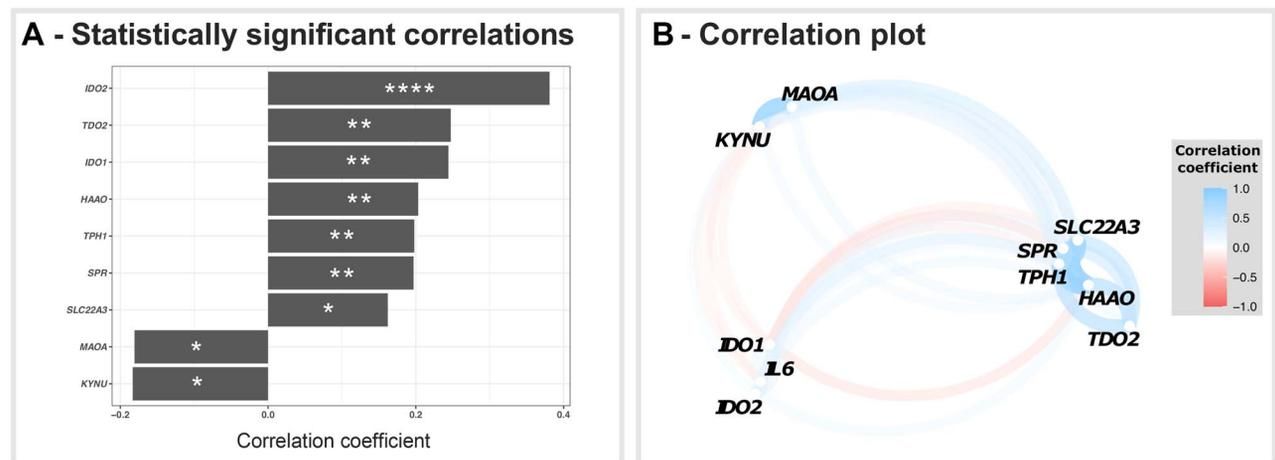 A - Statistically significant correlations
IDO2
****
TDO2
**
IDO1
**
HAAO
**
TPH1
**
SPR
**
SLC22A3
*
MAOA
*
KYNU
*
−0.2 0.0 0.2 0.4
Correlation coefficient
B - Correlation plot
MAOA
KYNU
SLC22A3
SPR
TPH1
HAAO
TDO2
IDO1
IL6
IDO2
Correlation
coefficient
1.0
0.5
0.0
−0.5
−1.0